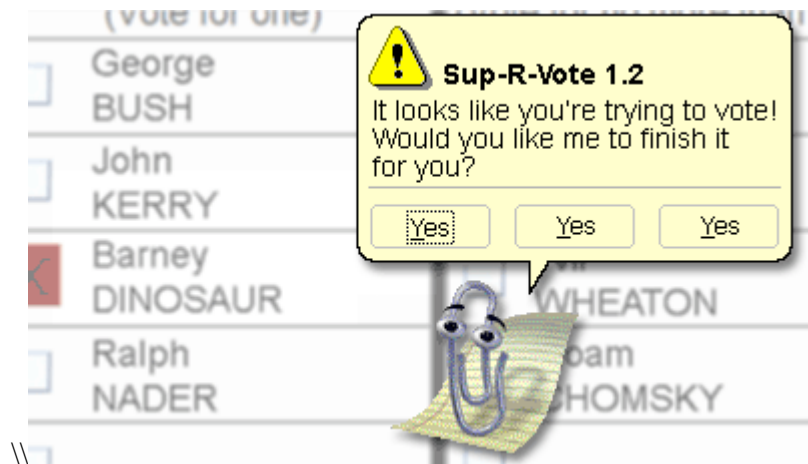 (Vote for one)
George
BUSH
John
KERRY
Barney
DINOSAUR
Ralph
NADER
Sup-R-Vote 1.2
It looks like you're trying to vote!
Would you like me to finish it
for you?
Yes Yes Yes
WHEATON
CHOMSKY
\\